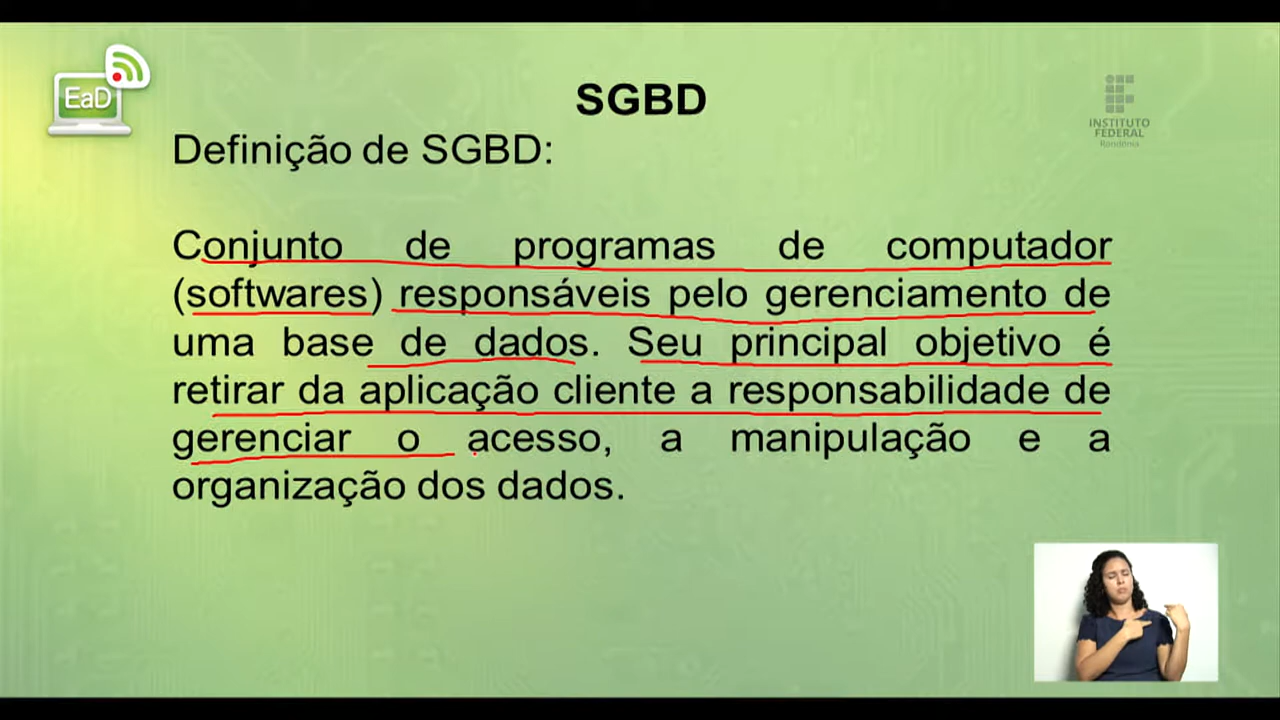 EaD
SGBD
INSTITUTO
FEDERAL
Rondônia
Definição de SGBD:
Conjunto de programas de computador
(softwares) responsáveis pelo gerenciamento de
uma base de dados. Seu principal objetivo é
retirar da aplicação cliente a responsabilidade de
gerenciar o acesso, a manipulação e a
organização dos dados.